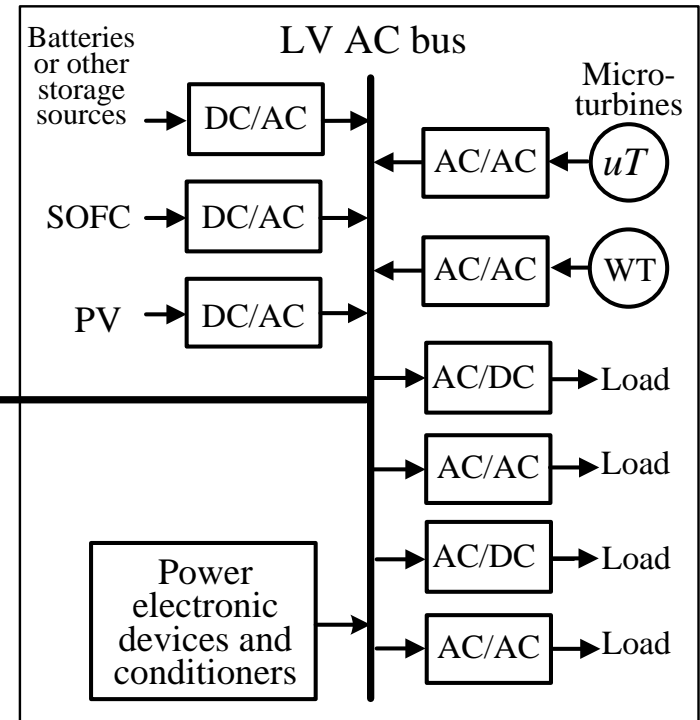 LV AC bus
Batteries
or other
storage
sources
DC/AC
SOFC
DC/AC
PV
DC/AC
Micro-
turbines
AC/AC
uT
AC/AC
WT
AC/DC
Load
AC/AC
Load
AC/DC
Load
AC/AC
Load
Power
electronic
devices and
conditioners